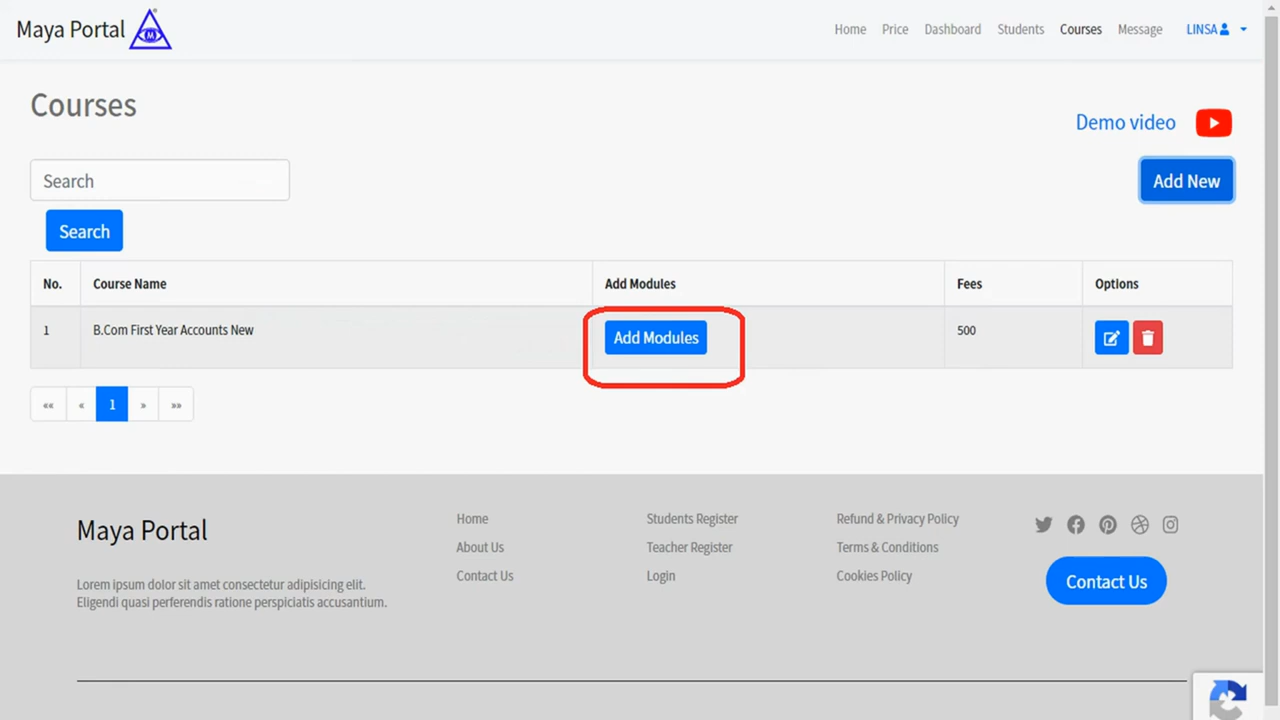 Maya Portal
M
Home Price Dashboard Students Courses Message LINSA
Courses
Demo video
Search
Add New
Search
No. Course Name Add Modules Fees Options
1 B.Com First Year Accounts New Add Modules 500
«« « 1 » »»
Maya Portal
Lorem ipsum dolor sit amet consectetur adipisicing elit.
Eligendi quasi perferendis ratione perspiciatis accusantium.
Home
About Us
Contact Us
Students Register
Teacher Register
Login
Refund & Privacy Policy
Terms & Conditions
Cookies Policy
Contact Us